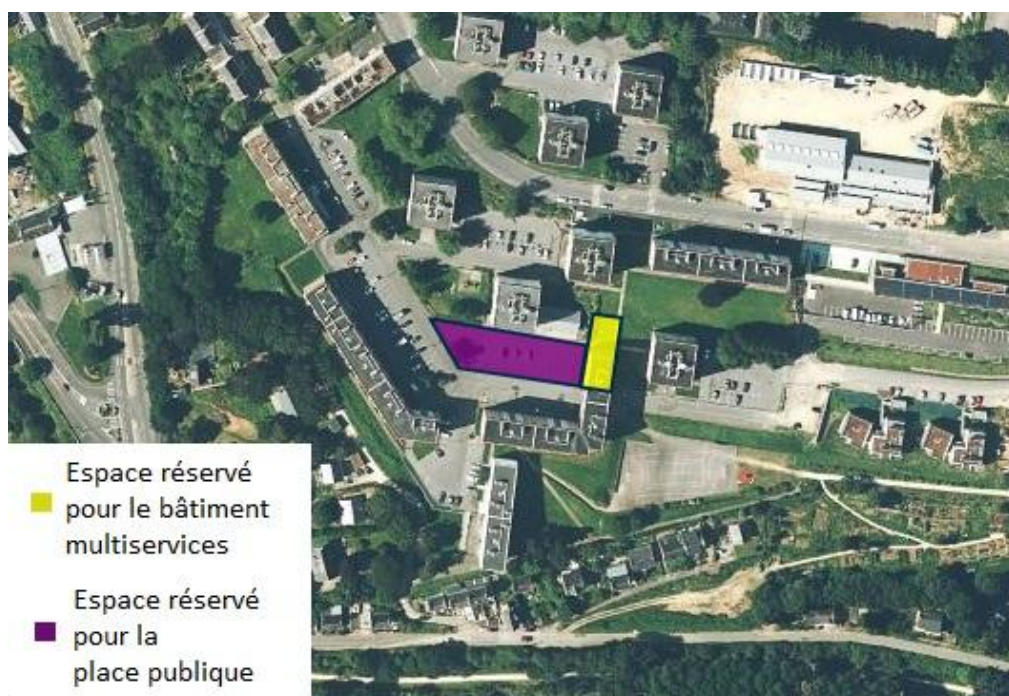 Espace réservé
pour le bâtiment
multiservices
Espace réservé
pour la
place publique